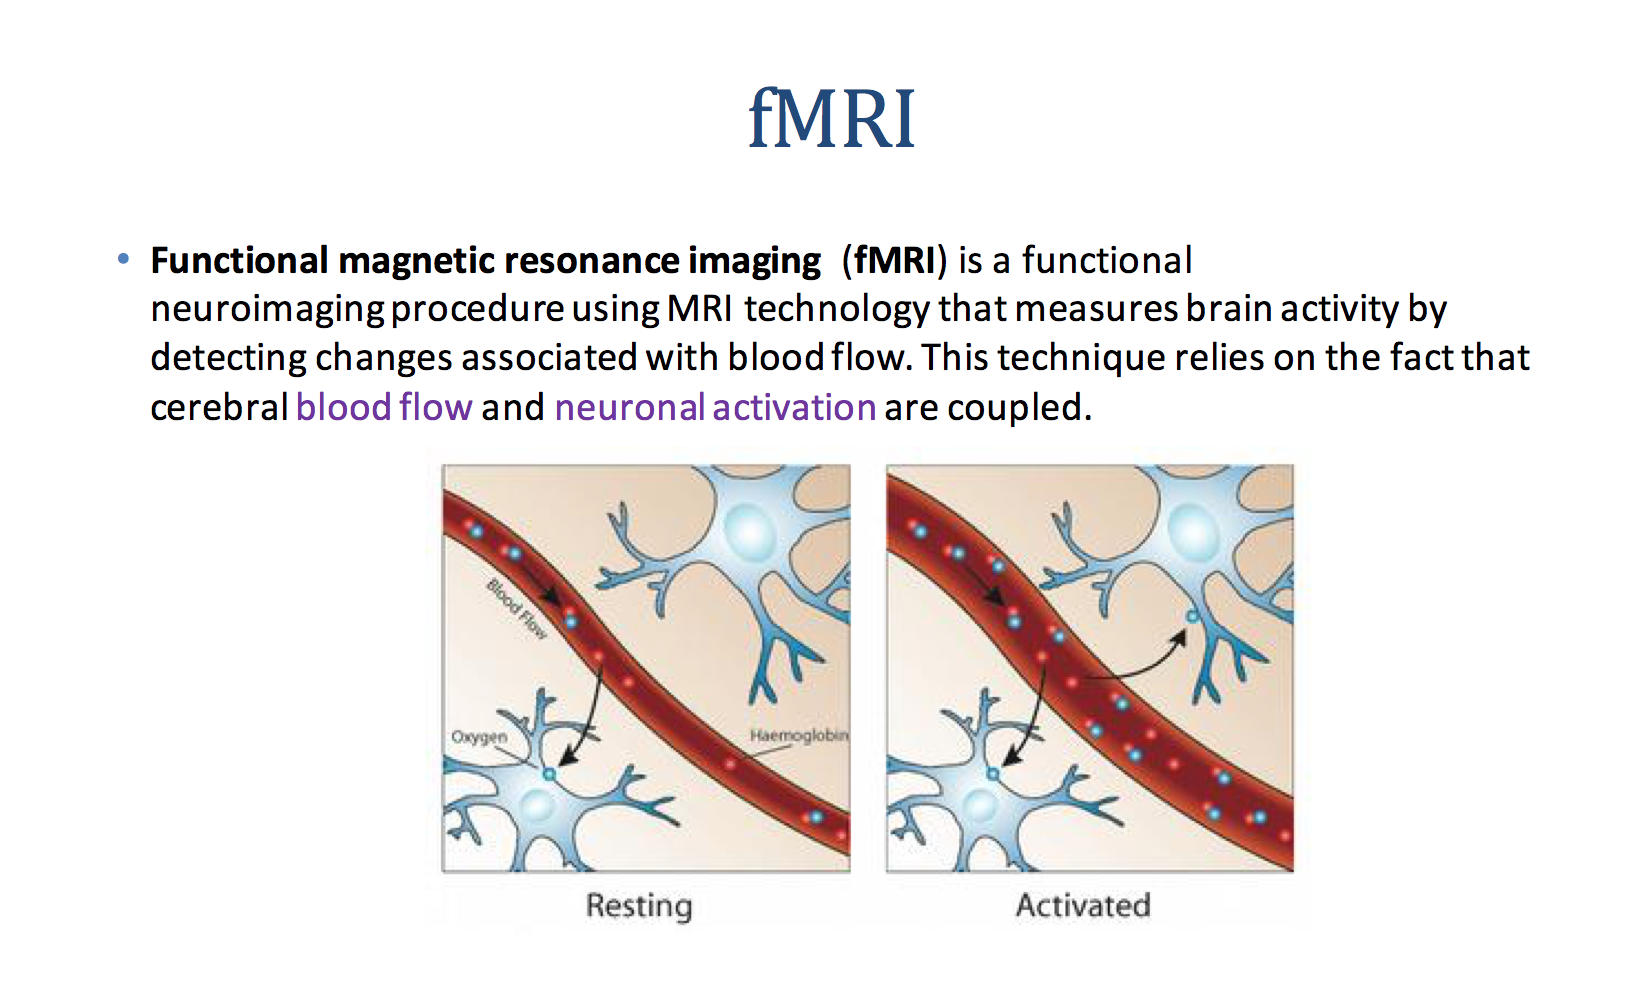 fMRI
• Functional magnetic resonance imaging (fMRI) is a functional
neuroimaging procedure using MRI technology that measures brain activity by
detecting changes associated with blood flow. This technique relies on the fact that
cerebral blood flow and neuronal activation are coupled.
Blood Flow
Oxygen
Haemoglobin
Resting
Activated